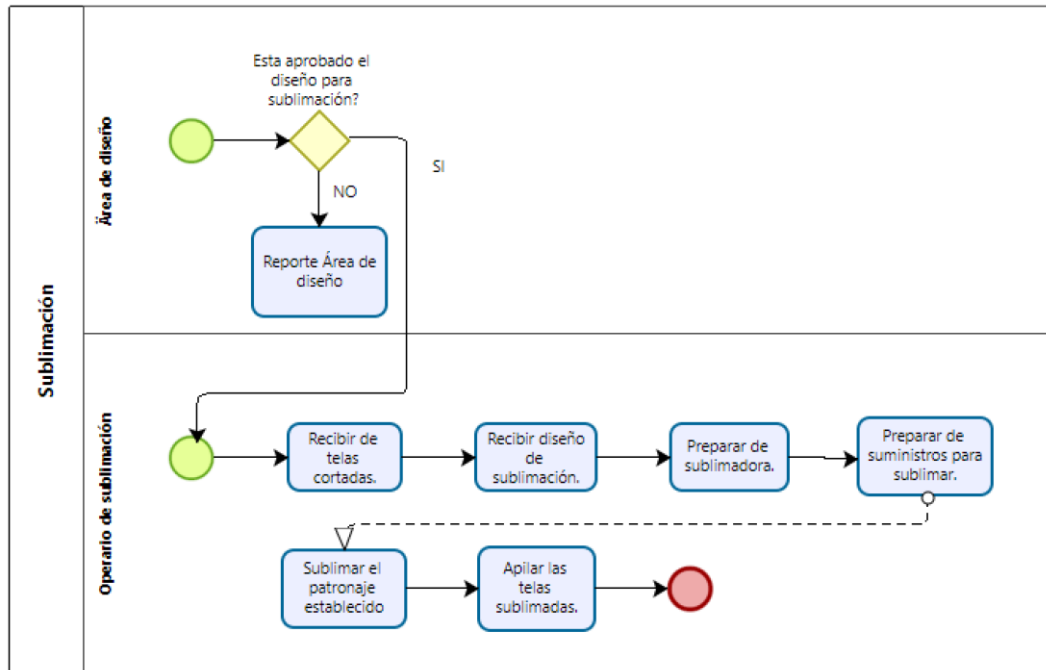 Sublimación
Ärea de diseño
Esta aprobado el
diseño para
sublimación?
SI
NO
Reporte Área de
diseño
Operario de sublimación
Recibir de
telas
cortadas.
Recibir diseño
de
sublimación.
Preparar de
sublimadora.
Preparar de
suministros para
sublimar.
Sublimar el
patronaje
establecido
Apilar las
telas
sublimadas.